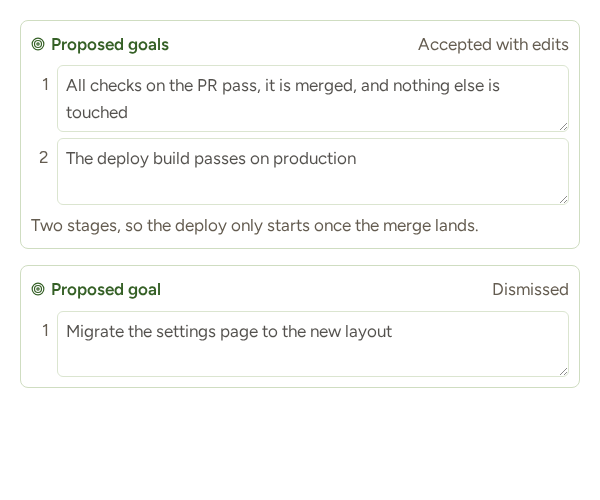 Proposed goals
Accepted with edits
1
All checks on the PR pass, it is merged, and nothing else is
touched
2
The deploy build passes on production
Two stages, so the deploy only starts once the merge lands.
Proposed goal
Dismissed
1
Migrate the settings page to the new layout